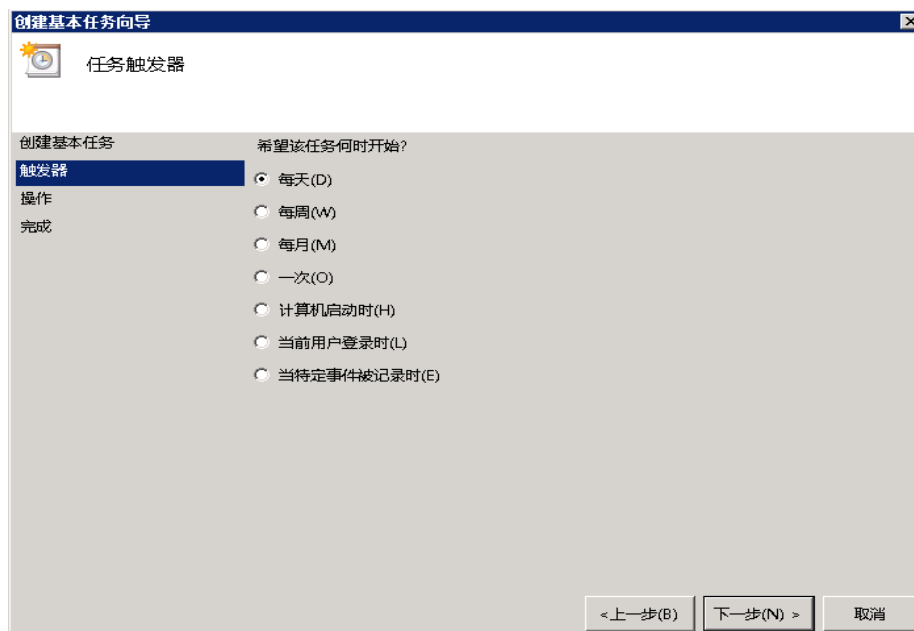 创建基本任务向导
任务触发器
创建基本任务
触发器
操作
完成
希望该任务何时开始?
每天(D)
每周(W)
每月(M)
一次(O)
计算机启动时(H)
当前用户登录时(L)
当特定事件被记录时(E)
<上一步(B)
下一步(N) >
取消